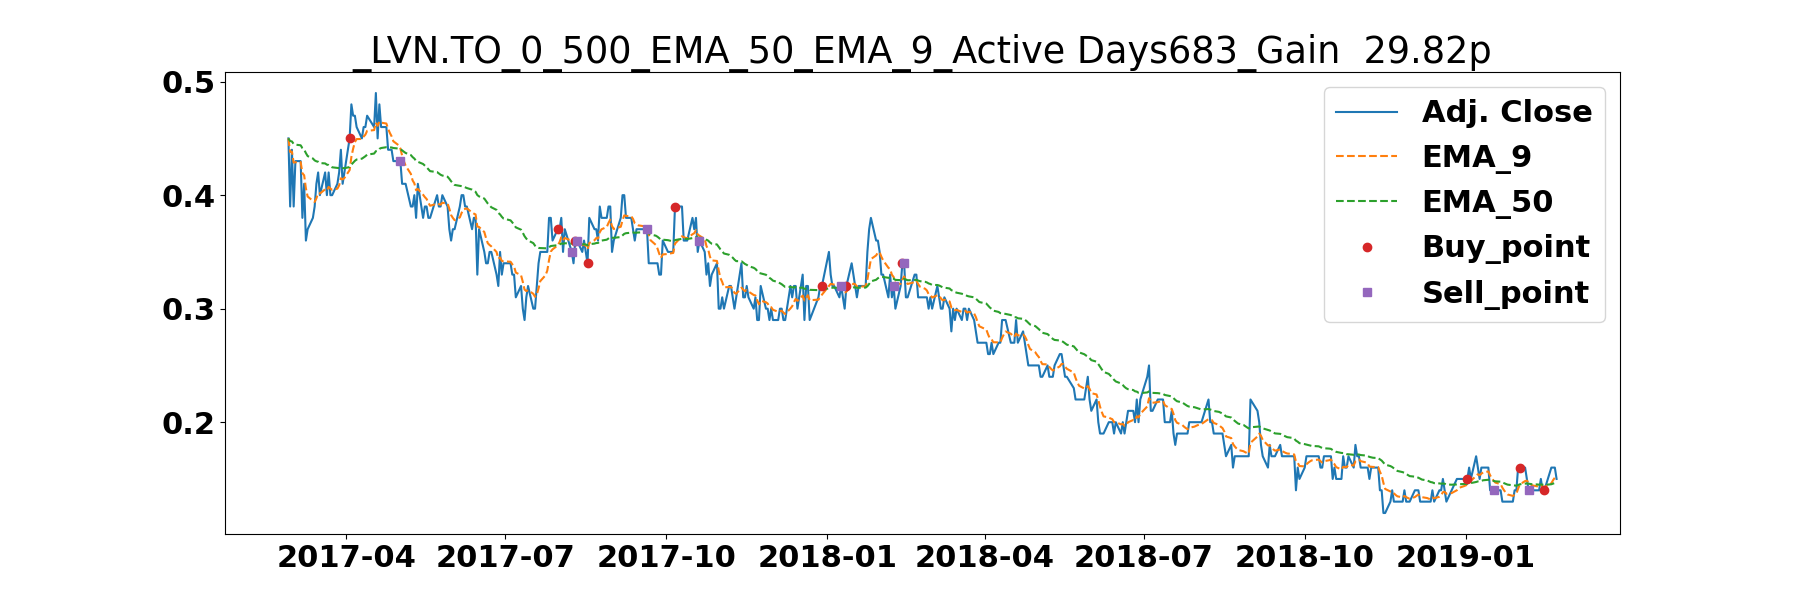 _LVN.TO_0_500_EMA_50_EMA_9_Active Days683_Gain  29.82p
0.5
0.4
0.3
0.2
Adj. Close
EMA_9
EMA_50
Buy_point
Sell_point
2017-04 2017-07 2017-10 2018-01 2018-04 2018-07 2018-10 2019-01